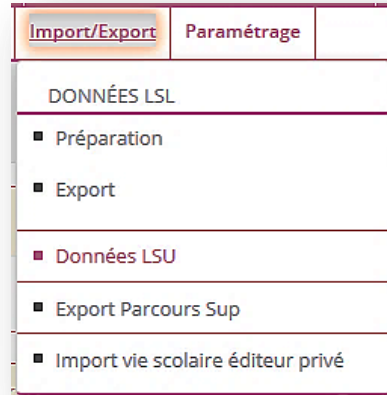 Import/Export Paramétrage
DONNÉES LSL
Préparation
Export
Données LSU
Export Parcours Sup
Import vie scolaire éditeur privé